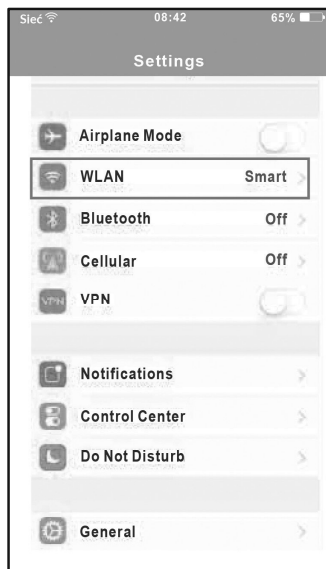 Sieć 08:42 65%
Settings
Airplane Mode
WLAN Smart
Bluetooth Off
Cellular Off
VPN VPN
Notifications
Control Center
Do Not Disturb
General